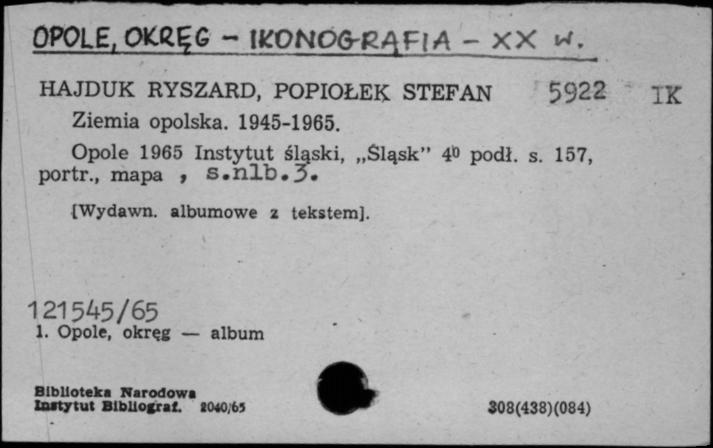 OPOLE, OKRĘG - IKONOGRAFIA - XX W.
HAJDUK RYSZARD, POPIOŁEK STEFAN 5922 IK
Ziemia opolska. 1945-1965.
Opole 1965 Instytut śląski, „Śląsk” 4⁰ podł. s. 157,
portr., mapa , s.nlb.3.
[Wydawn. albumowe z tekstem].
121545/65
1. Opole, okręg — album
Biblioteka Narodowa
Instytut Bibliograf. 2040/65 308(438)(084)